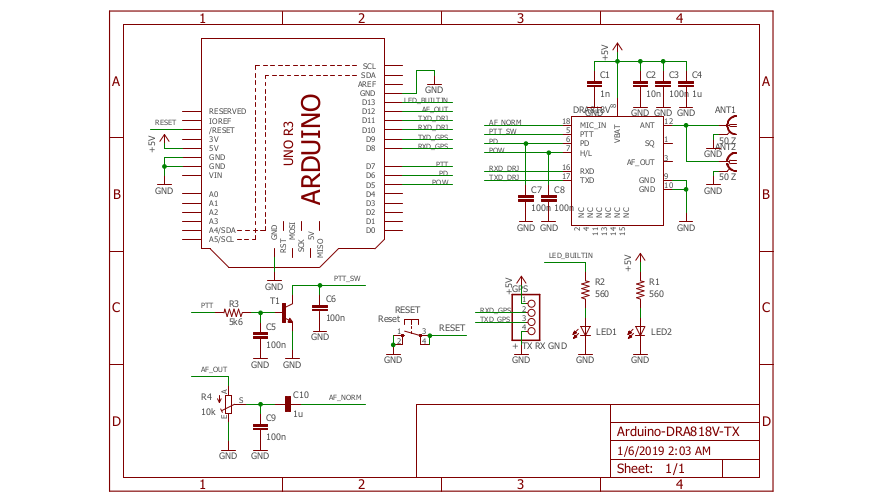 1 2 3 4
A A
B B
C C
D D
1 2 3 4
UNO R3
ARDUINO
RESERVED
IOREF
RESET
/RESET
3V
+5V
5V
GND
GND
GND
VIN
A0
A1
A2
A3
A4/SDA
A5/SCL
SCL
SDA
AREF
GND
GND
D13 LED_BUILTIN
D12 AF_OUT
D11 TXD_DRJ
D10 RXD_DRJ
D9 TXD_GPS
D8 RXD_GPS
D7 PTT
D6 PD
D5 POW
D4
D3
D2
D1
D0
GND RST MOSI SCK 5V MISO
GND
+5V
C1 C2 C3 C4
1n 10n 100n 1u
GND GND GND GND
DRA818V
AF_NORM 18 MIC_IN
PTT_SW 5 PTT
PD 6 PD
POW 7 H/L
RXD_DRJ 16 RXD
TXD_DRJ 17 TXD
VBAT 8
ANT 12
SQ 1
AF_OUT 3
GND 9
GND 10
NC NC NC NC NC NC
2 4 11 13 14 15
C7 C8
100n 100n
GND GND
GND
ANT1
50 Z
GND
ANT2
50 Z
GND
PTT
R3
5k6
T1
PTT_SW
C5
100n
C6
100n
GND GND GND
RESET
Reset
1 3
2 4
RESET
GND
+5V
GPS
RXD_GPS
TXD_GPS
1
2
3
4
+ TX RX GND
GND
LED_BUILTIN
R2
560
LED1
GND
+5V
R1
560
LED2
GND
AF_OUT
R4
10k
A
S
E
C10
1u
AF_NORM
C9
100n
GND GND
Arduino-DRA818V-TX
1/6/2019 2:03 AM
Sheet: 1/1